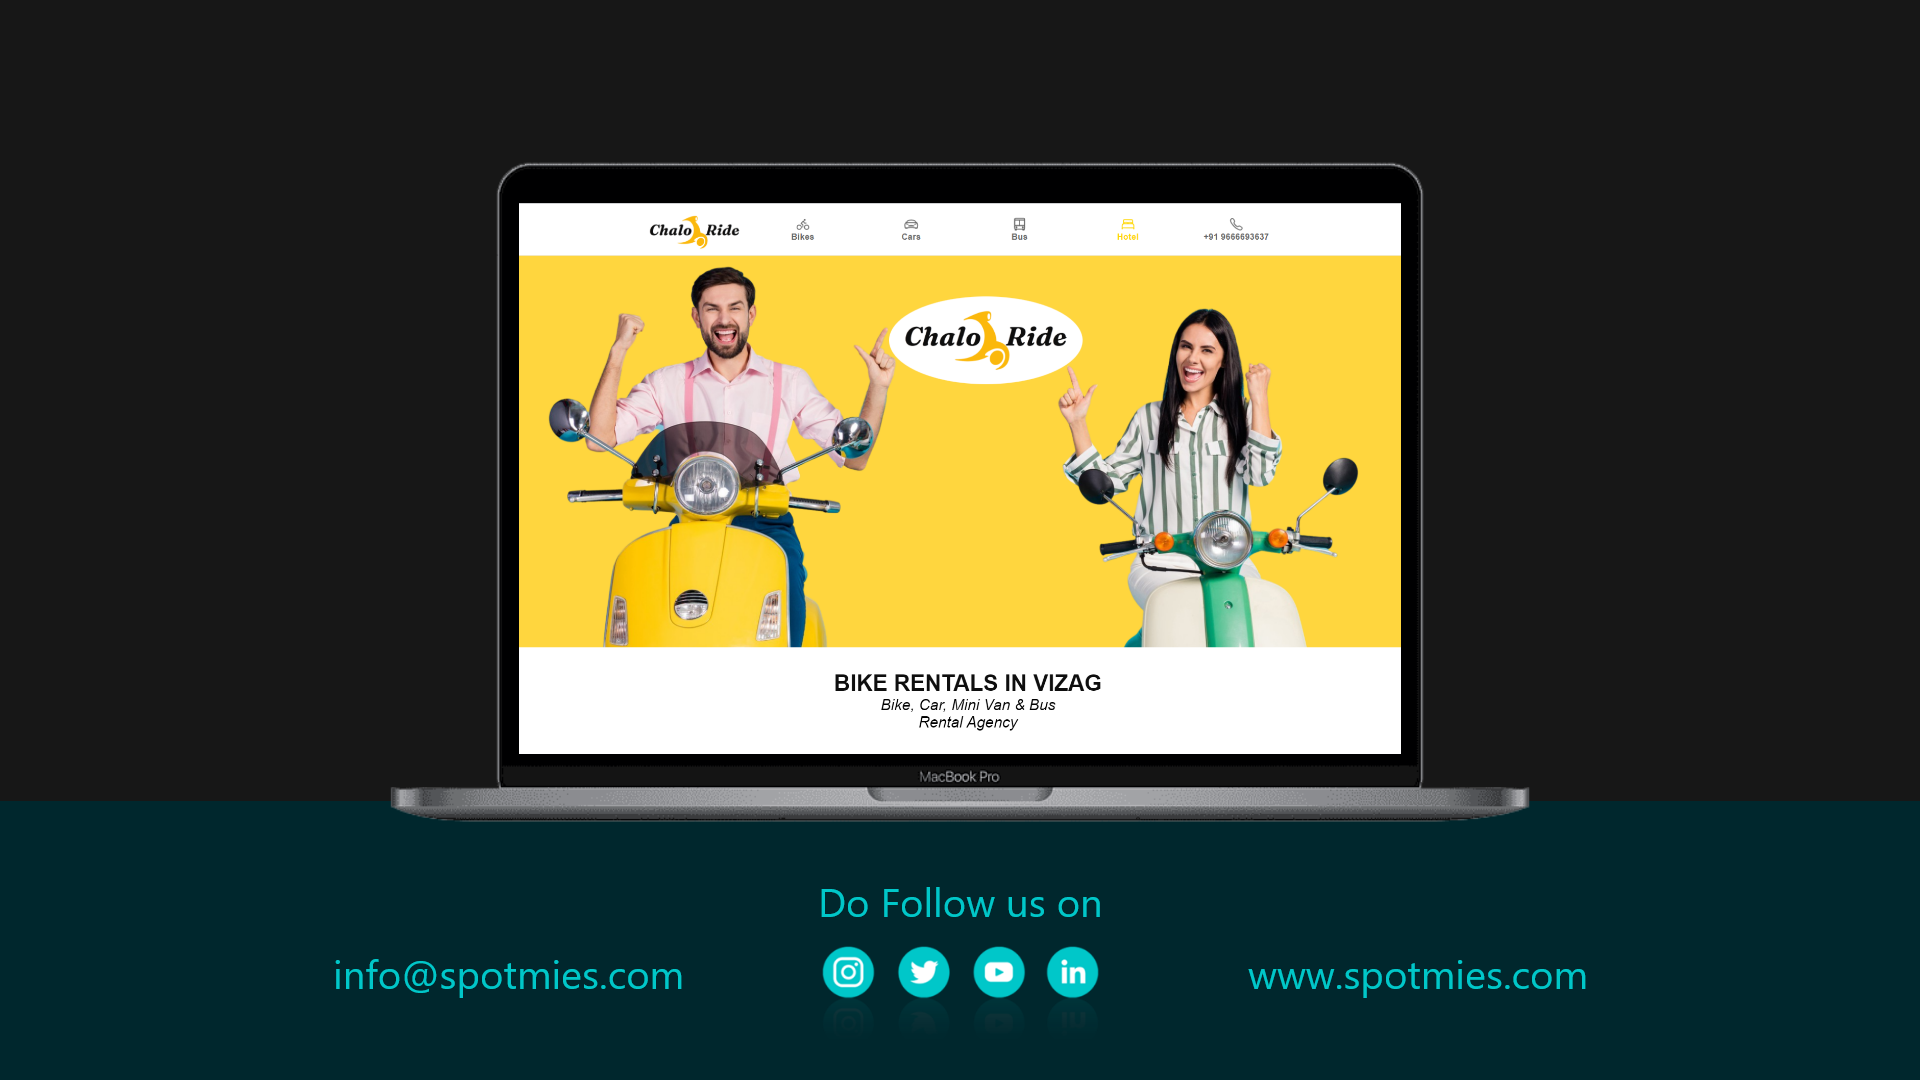 Chalo Ride
Bikes
Cars
Bus
Hotel
+91 9666693637
Chalo Ride
BIKE RENTALS IN VIZAG
Bike, Car, Mini Van & Bus
Rental Agency
MacBook Pro
Do Follow us on
info@spotmies.com
in
www.spotmies.com